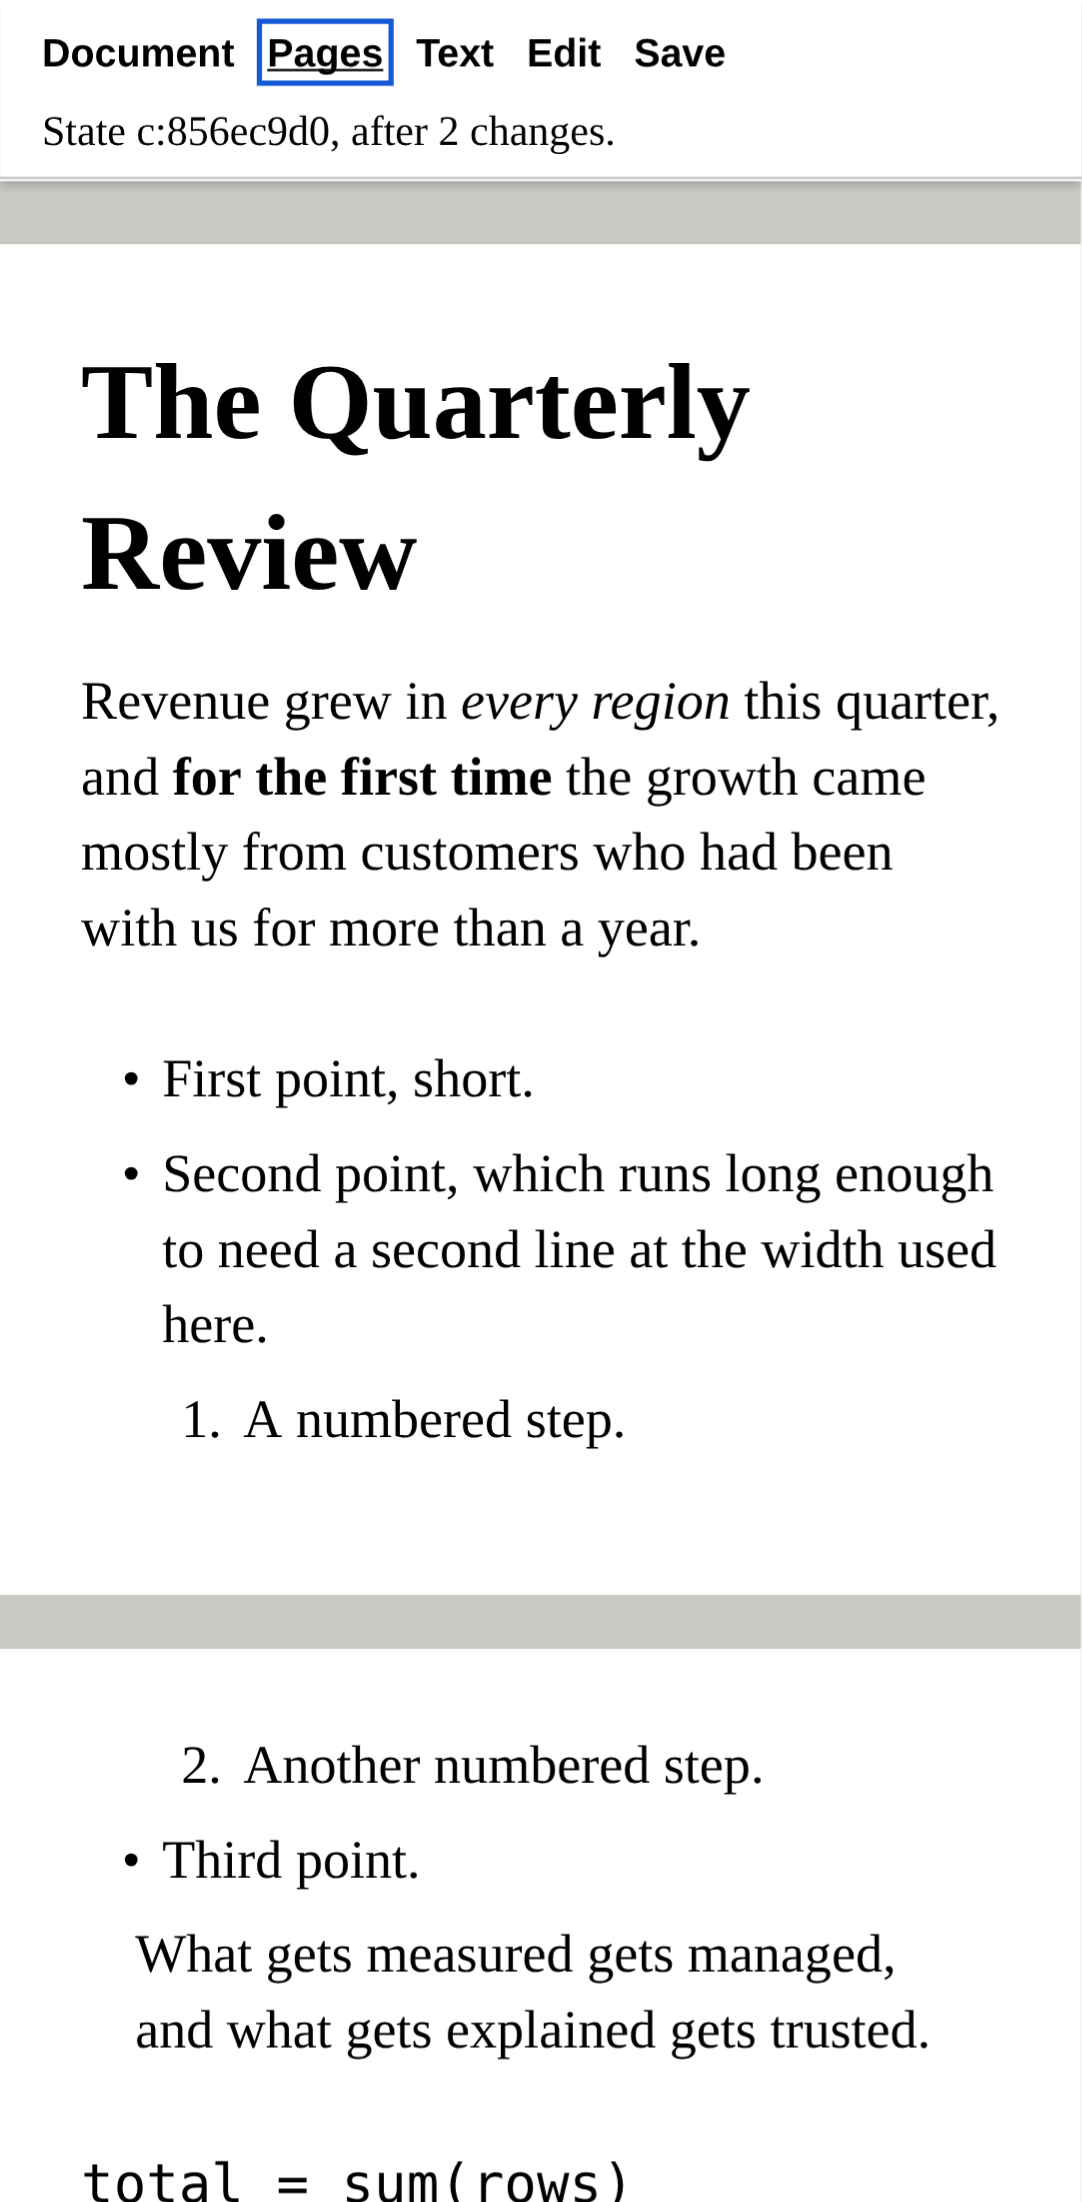 Document Pages Text Edit Save
State c:856ec9d0, after 2 changes.
The Quarterly
Review
Revenue grew in every region this quarter,
and for the first time the growth came
mostly from customers who had been
with us for more than a year.
• First point, short.
• Second point, which runs long enough
to need a second line at the width used
here.
1. A numbered step.
2. Another numbered step.
• Third point.
What gets measured gets managed,
and what gets explained gets trusted.
total = sum(rows)